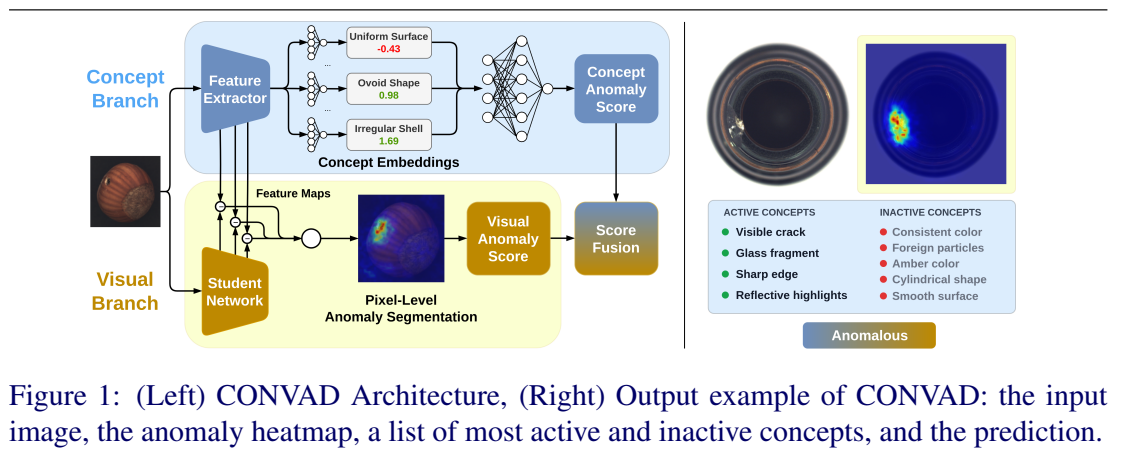 Concept
Branch
Feature
Extractor
Uniform Surface
-0.43
...
Ovoid Shape
0.98
...
Irregular Shell
1.69
Concept Embeddings
Concept
Anomaly
Score
Feature Maps
Visual
Branch
Student
Network
Pixel-Level
Anomaly Segmentation
Visual
Anomaly
Score
Score
Fusion
ACTIVE CONCEPTS
Visible crack
Glass fragment
Sharp edge
Reflective highlights
INACTIVE CONCEPTS
Consistent color
Foreign particles
Amber color
Cylindrical shape
Smooth surface
Anomalous
Figure 1: (Left) CONVAD Architecture, (Right) Output example of CONVAD: the input
image, the anomaly heatmap, a list of most active and inactive concepts, and the prediction.